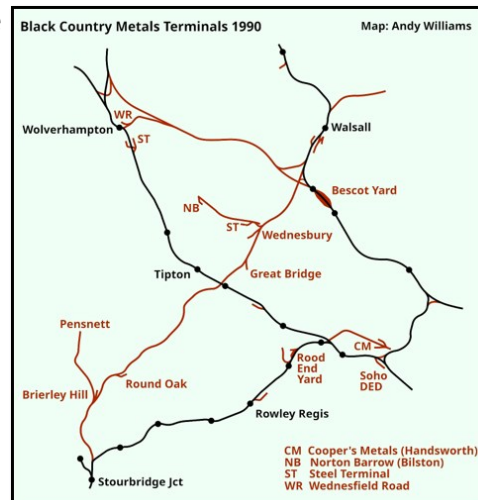 Black Country Metals Terminals 1990
Map: Andy Williams
WR
Wolverhampton
ST
Walsall
Bescot Yard
NB
ST
Wednesbury
Tipton
Great Bridge
Pensnett
CM
Rood
End
Yard
Soho
DED
Round Oak
Brierley Hill
Rowley Regis
Stourbridge Jct
CM Cooper's Metals (Handsworth)
NB Norton Barrow (Bilston)
ST Steel Terminal
WR Wednesfield Road